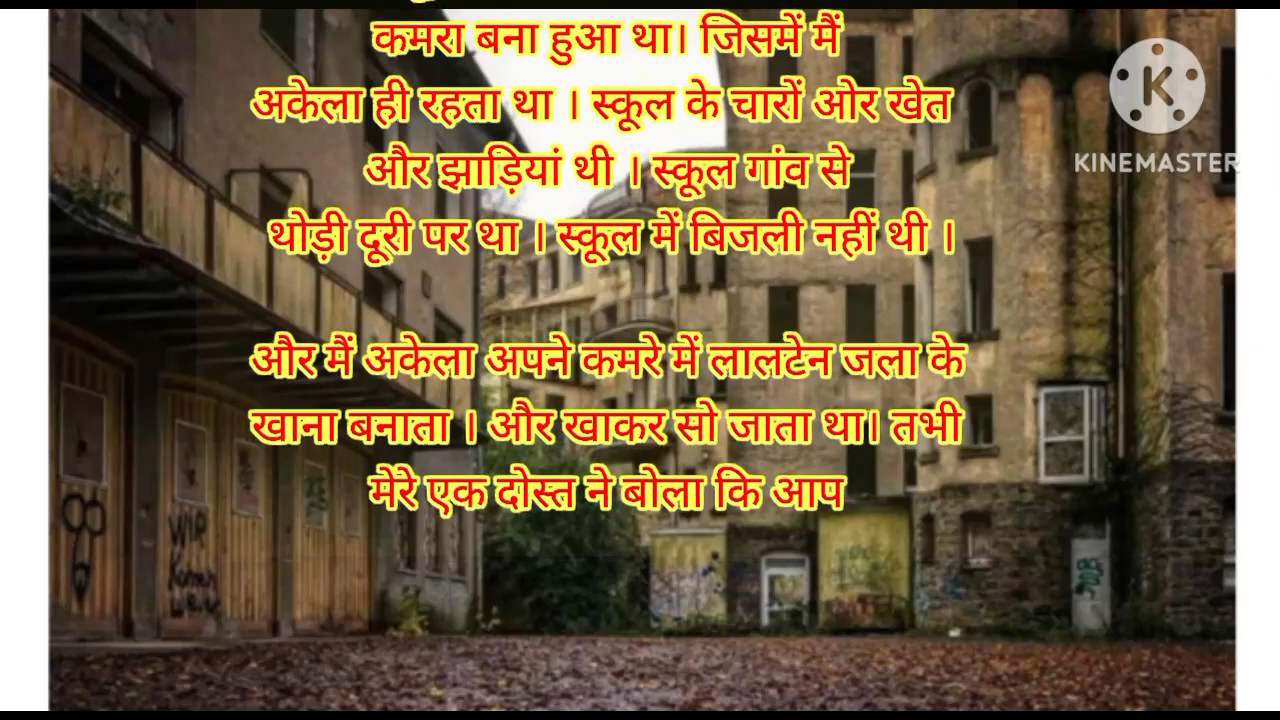 कमरा बना हुआ था। जिसमें मैं
अकेला ही रहता था । स्कूल के चारों ओर खेत
और झाड़ियां थी । स्कूल गांव से
थोड़ी दूरी पर था । स्कूल में बिजली नहीं थी ।
और मैं अकेला अपने कमरे में लालटेन जला के
खाना बनाता । और खाकर सो जाता था। तभी
मेरे एक दोस्त ने बोला कि आप
K
KINEMASTER
WIR